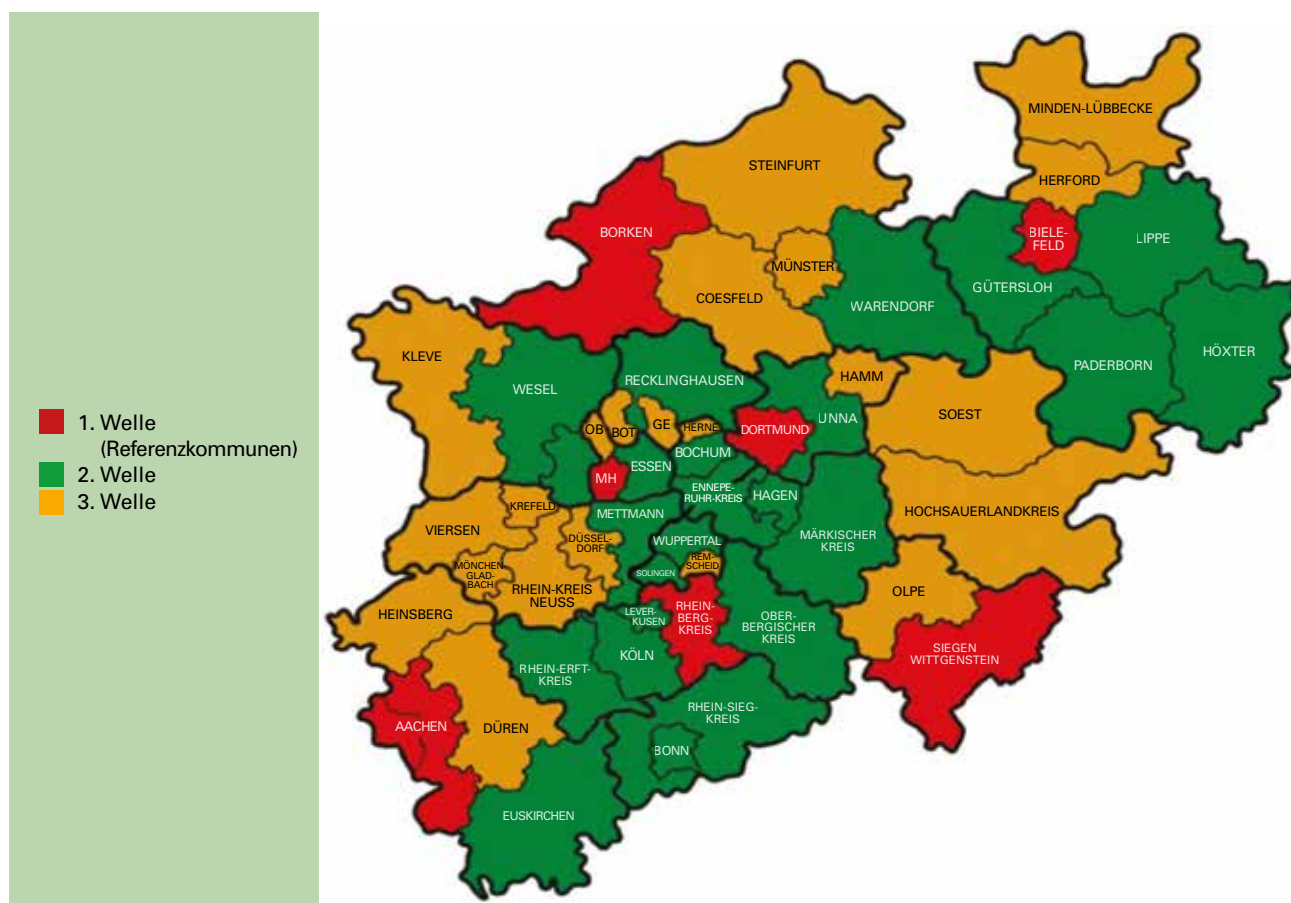 1. Welle
(Referenzkommunen)
2. Welle
3. Welle
MINDEN-LÜBBECKE
STEINFURT
HERFORD
BORKEN
BIELE-
FELD
LIPPE
MÜNSTER
COESFELD
WARENDORF
GÜTERSLOH
KLEVE
HÖXTER
PADERBORN
RECKLINGHAUSEN
HAMM
WESEL
SOEST
UNNA
OB
BOT
GE
HERNE
DORTMUND
BOCHUM
ESSEN
MH
ENNEPE-
RUHR-KREIS
HAGEN
KREFELD
METTMANN
HOCHSAUERLANDKREIS
VIERSEN
MÄRKISCHER
KREIS
DÜSSEL-
DORF
WUPPERTAL
REM-
SCHEID
MÖNCHEN
GLAD-
BACH
SOLINGEN
RHEIN-KREIS
NEUSS
OLPE
HEINSBERG
LEVER-
KUSEN
RHEIN-
BERG-
KREIS
OBER-
BERGISCHER
KREIS
SIEGEN
WITTGENSTEIN
KÖLN
RHEIN-ERFT-
KREIS
RHEIN-SIEG-
KREIS
AACHEN
DÜREN
BONN
EUSKIRCHEN